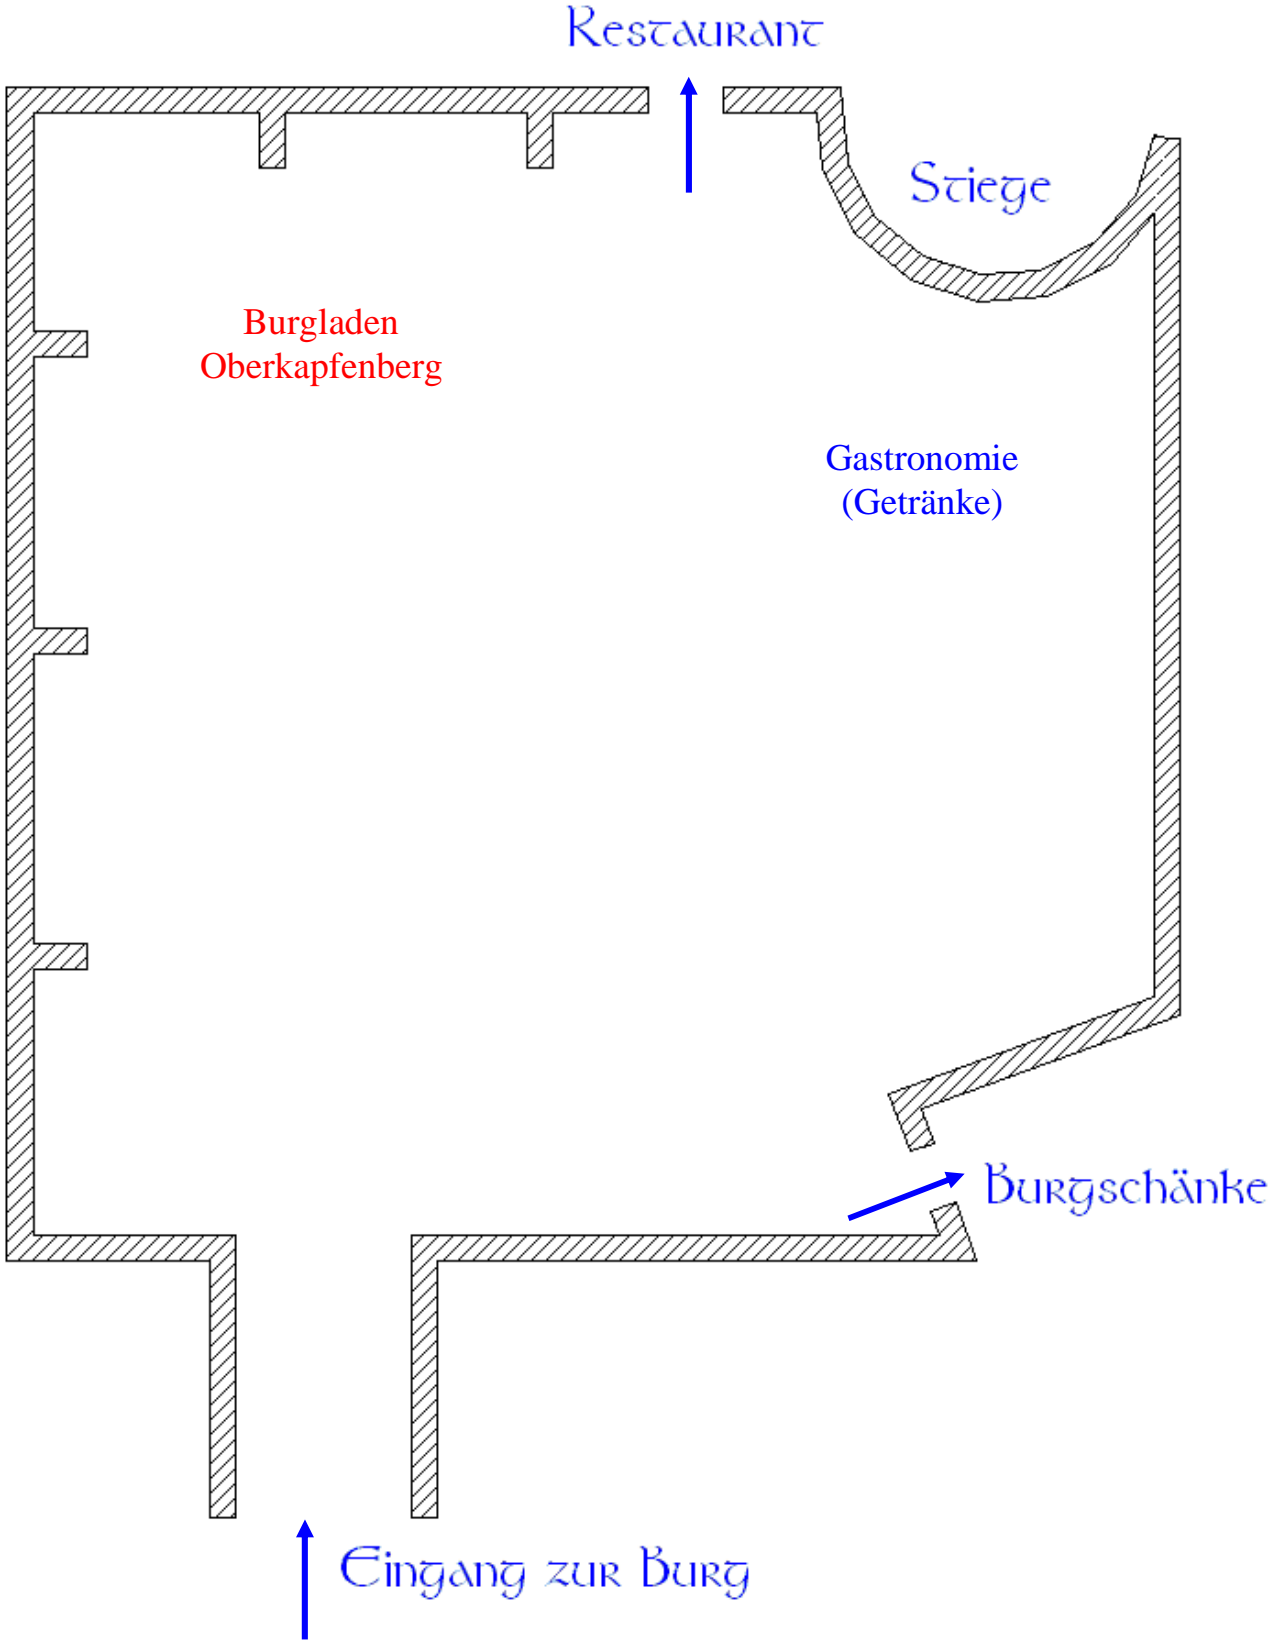 Restaurant
Stiege
Burgladen
Oberkapfenberg
Gastronomie
(Getränke)
Burgschänke
Eingang zur Burg